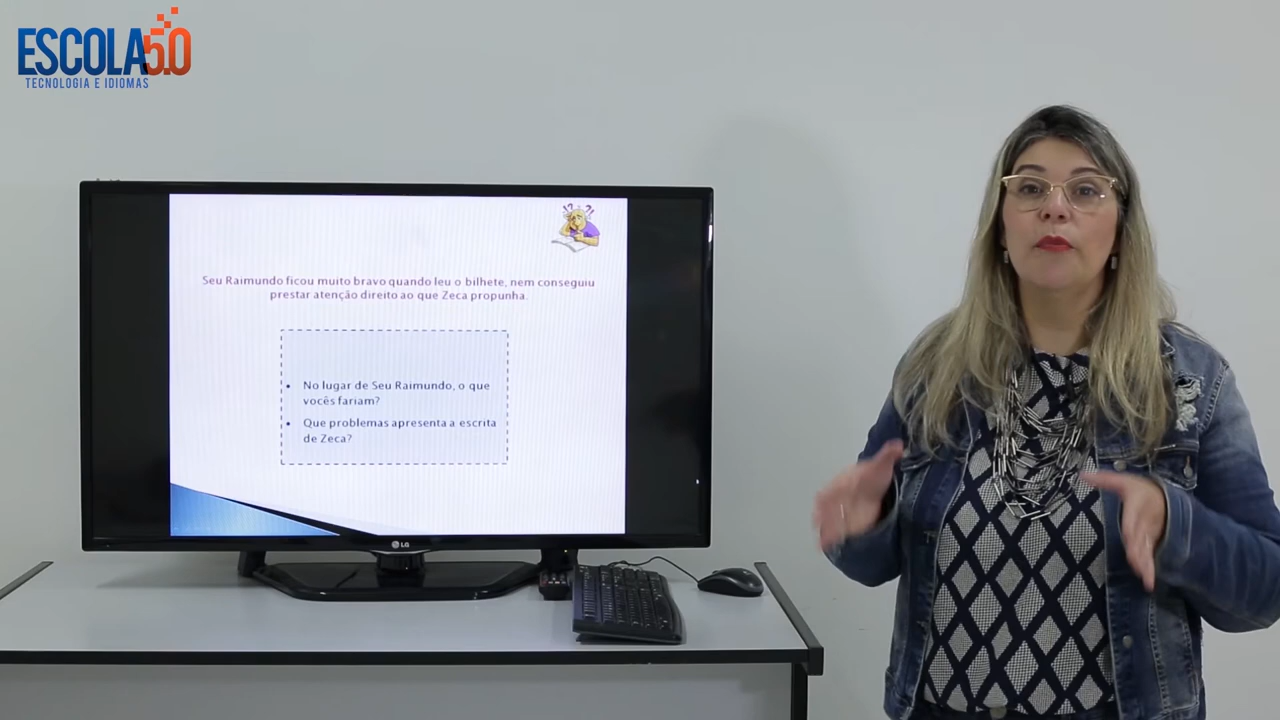 ESCOLA5.0
TECNOLOGIA E IDIOMAS
Seu Raimundo ficou muito bravo quando leu o bilhete, nem conseguiu
prestar atenção direito ao que Zeca propunha.
• No lugar de Seu Raimundo, o que
vocês fariam?
• Que problemas apresenta a escrita
de Zeca?
LG